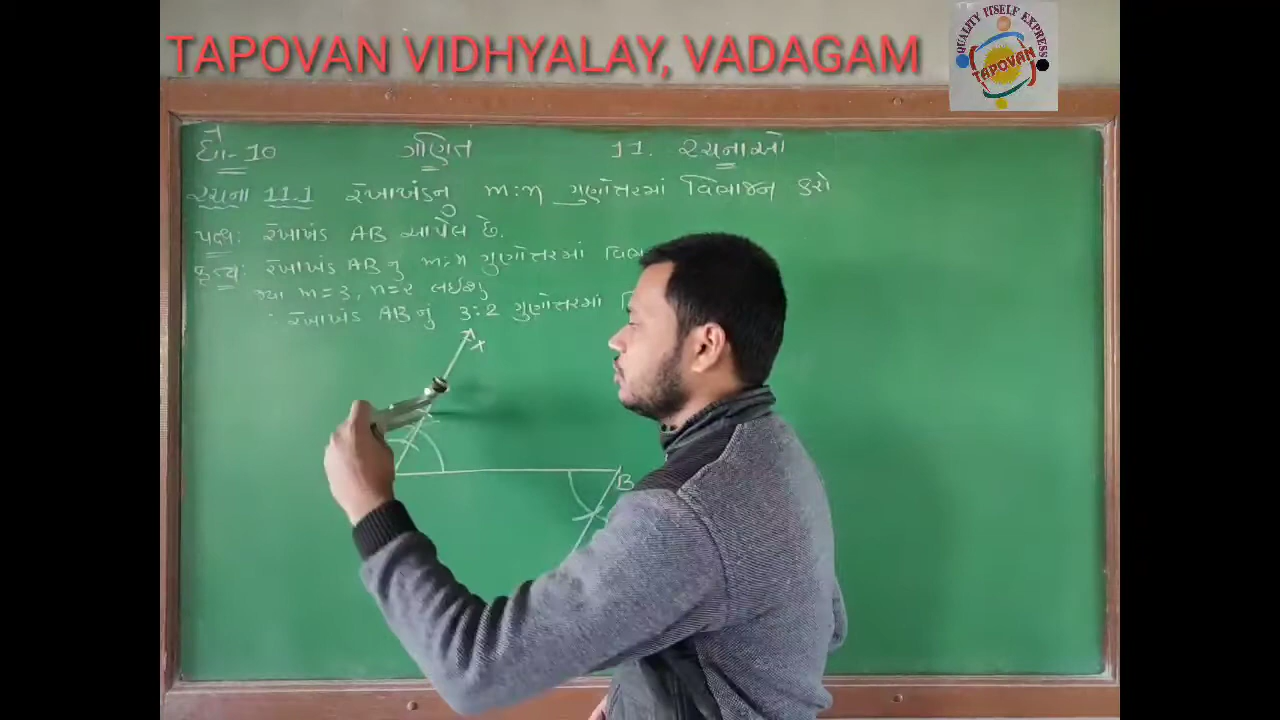 TAPOVAN VIDHYALAY, VADAGAM
QUALITY ITSELF EXPRESS
TAPOVAN
ધો-10 ગણિત 11. રચનાઓ
રચના 11.1 રેખાખંડનુ m:n ગુણોત્તરમાં વિભાજન કરો
પક્ષ: રેખાખંડ AB આપેલ છે.
કૃત્ય: રેખાખંડ AB નુ m:n ગુણોત્તરમાં
જ્યા m=3, n=2 લઈશુ
∴ રેખાખંડ AB નું 3:2 ગુણોત્તરમાં
X
B